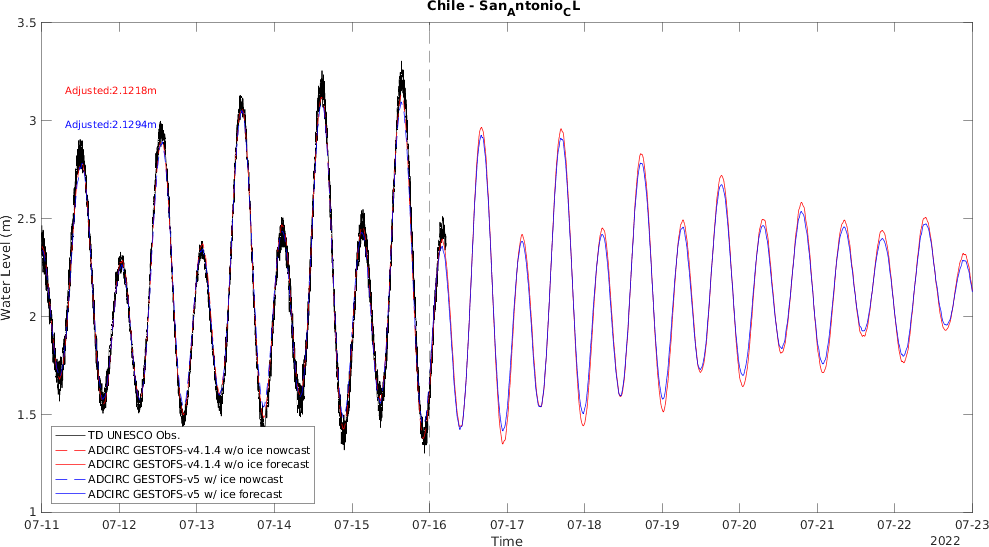 Chile - SanAntonioCL
3.5
3
2.5
2
1.5
1
Water Level (m)
Adjusted:2.1218m
Adjusted:2.1294m
TD UNESCO Obs.
ADCIRC GESTOFS-v4.1.4 w/o ice nowcast
ADCIRC GESTOFS-v4.1.4 w/o ice forecast
ADCIRC GESTOFS-v5 w/ ice nowcast
ADCIRC GESTOFS-v5 w/ ice forecast
07-11 07-12 07-13 07-14 07-15 07-16 07-17 07-18 07-19 07-20 07-21 07-22 07-23
Time
2022